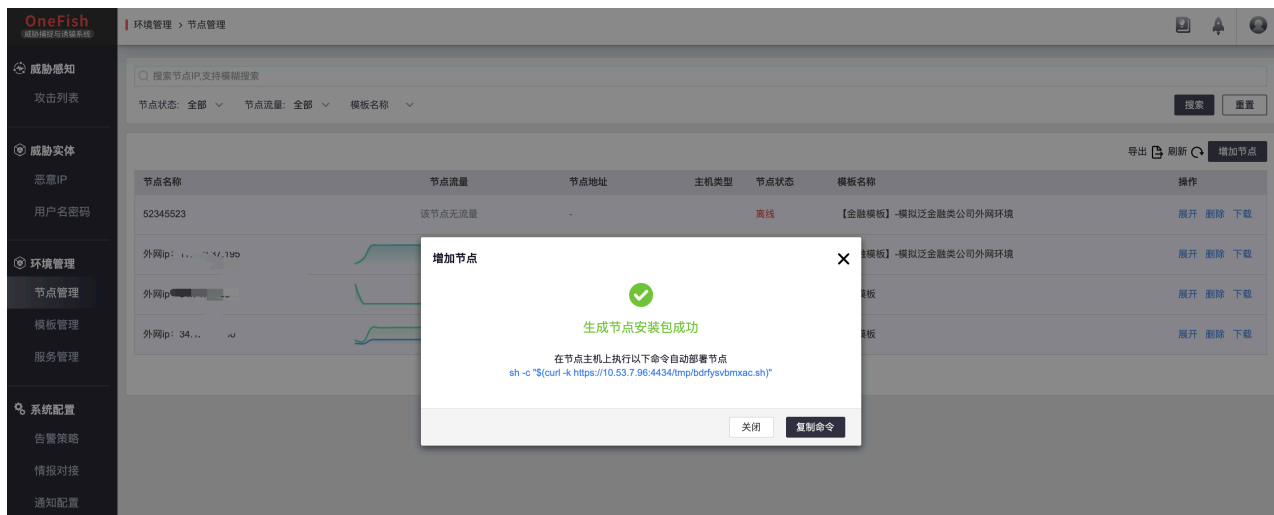 OneFish
威胁捕捉与诱骗系统
环境管理 > 节点管理
威胁感知
攻击列表
威胁实体
恶意IP
用户名密码
环境管理
节点管理
模板管理
服务管理
系统配置
告警策略
情报对接
通知配置
搜索节点IP,支持模糊搜索
节点状态: 全部 节点流量: 全部 模板名称
搜索 重置
导出 刷新 增加节点
节点名称 节点流量 节点地址 主机类型 节点状态 模板名称 操作
52345523 该节点无流量 - 离线 【金融模板】-模拟泛金融类公司外网环境 展开 删除 下载
外网ip: 模板】-模拟泛金融类公司外网环境 展开 删除 下载
外网ip 模板 展开 删除 下载
外网ip: 34. 模板 展开 删除 下载
增加节点
生成节点安装包成功
在节点主机上执行以下命令自动部署节点
sh -c "$(curl -k https://10.53.7.96:4434/tmp/bdrfysvbmxac.sh)"
关闭 复制命令